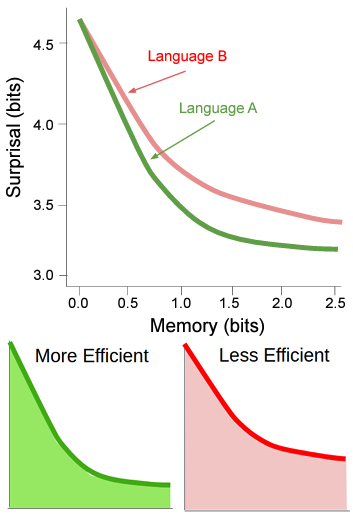 4.5
Language B
Language A
4.0
Surprisal (bits)
3.5
3.0
0.0 0.5 1.0 1.5 2.0 2.5
Memory (bits)
More Efficient
Less Efficient